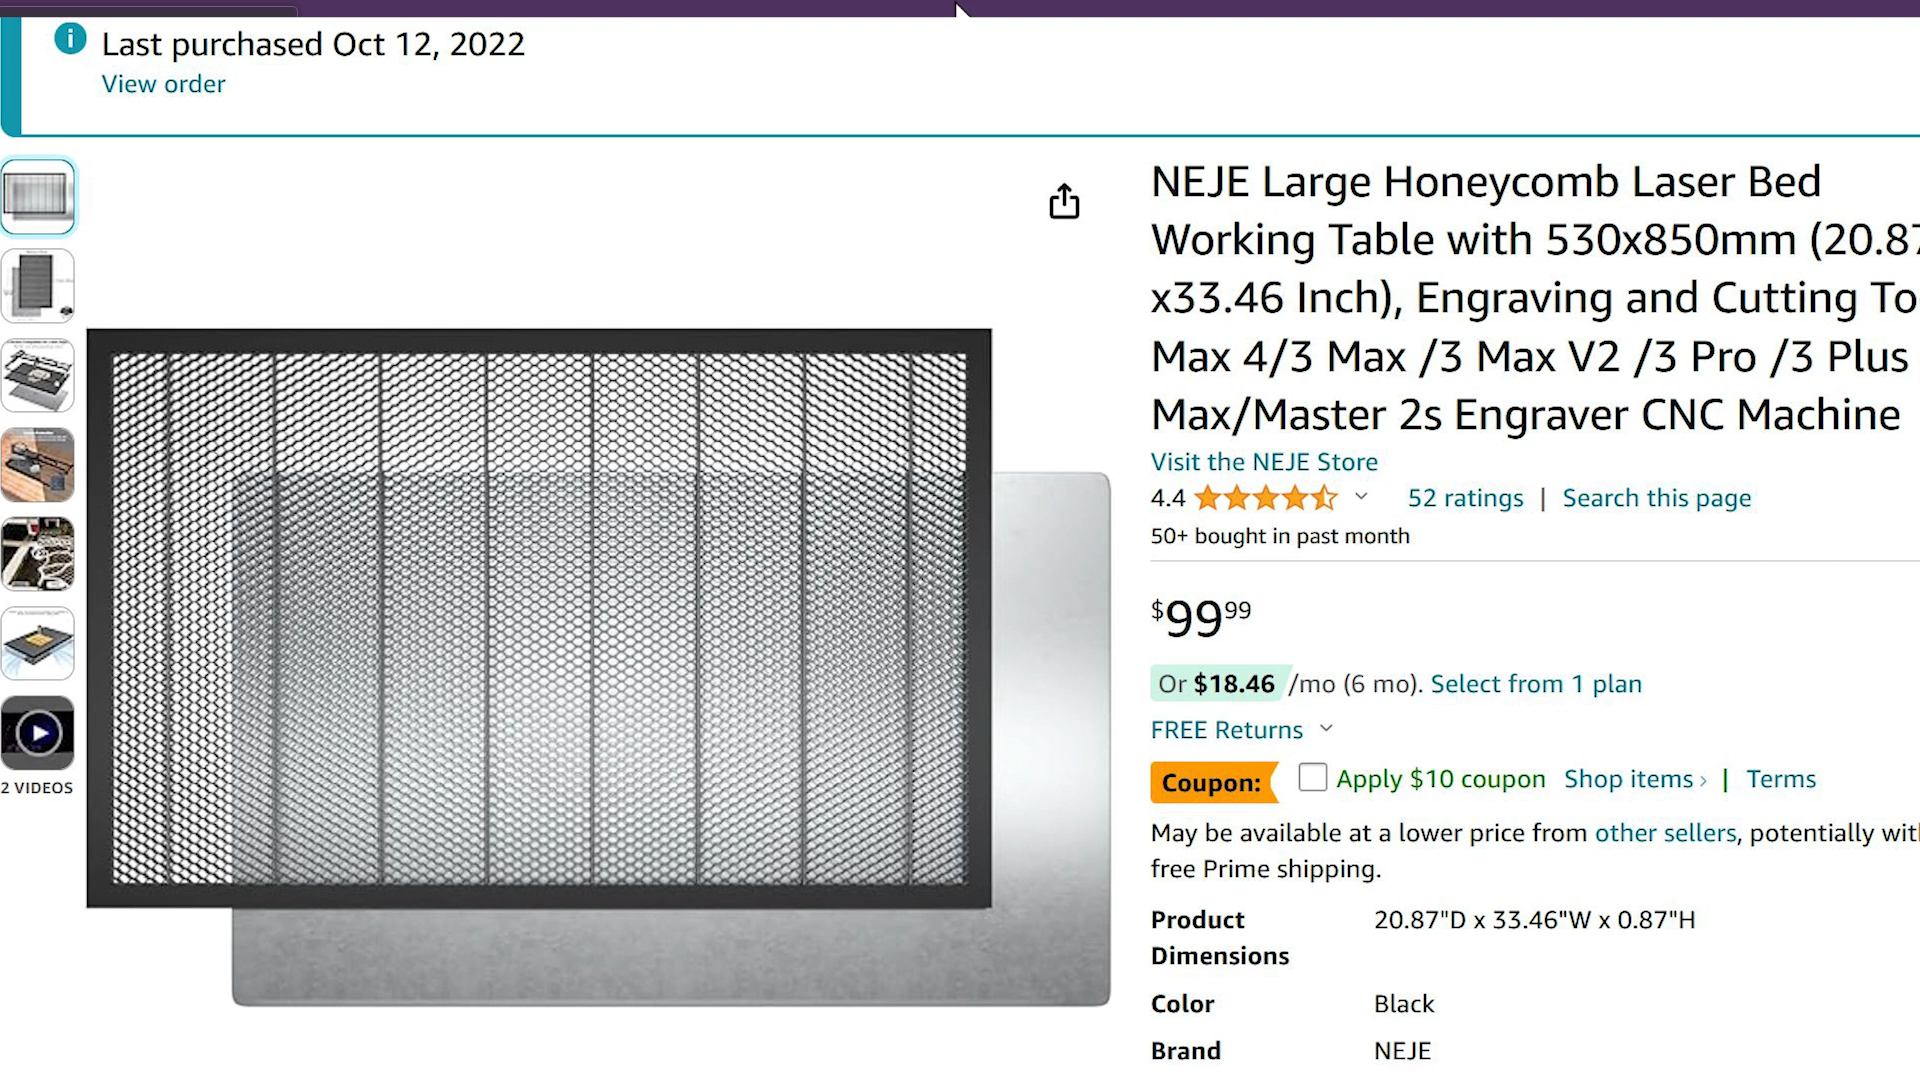 Last purchased Oct 12, 2022
View order
NEJE Large Honeycomb Laser Bed
Working Table with 530x850mm (20.87
x33.46 Inch), Engraving and Cutting To
Max 4/3 Max /3 Max V2 /3 Pro /3 Plus
Max/Master 2s Engraver CNC Machine
Visit the NEJE Store
4.4 52 ratings | Search this page
50+ bought in past month
$99.99
Or $18.46 /mo (6 mo). Select from 1 plan
FREE Returns
Coupon: Apply $10 coupon Shop items › | Terms
May be available at a lower price from other sellers, potentially with
free Prime shipping.
Product Dimensions 20.87"D x 33.46"W x 0.87"H
Color Black
Brand NEJE
2 VIDEOS